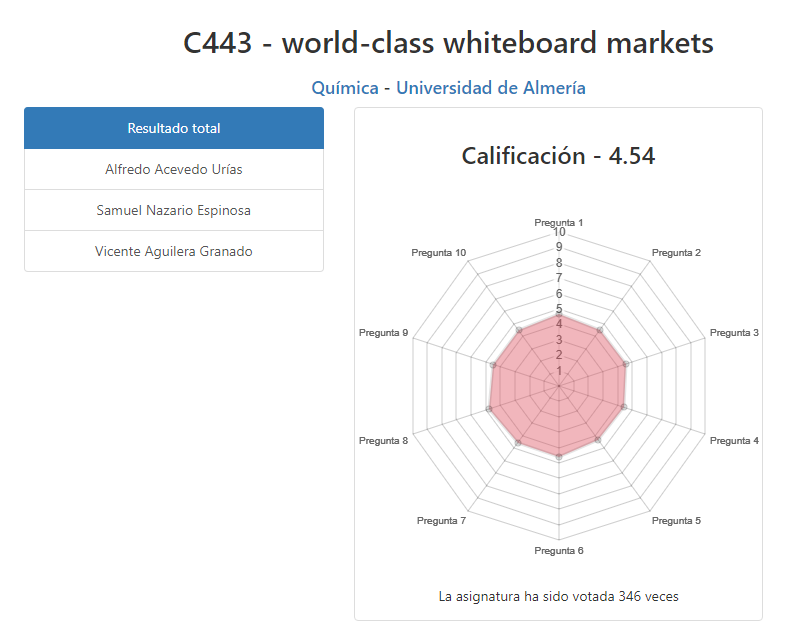 C443 - world-class whiteboard markets
Química - Universidad de Almería
Resultado total
Alfredo Acevedo Urías
Samuel Nazario Espinosa
Vicente Aguilera Granado
Calificación - 4.54
Pregunta 1
10
9
8
7
6
5
4
3
2
1
Pregunta 2
Pregunta 3
Pregunta 4
Pregunta 5
Pregunta 6
Pregunta 7
Pregunta 8
Pregunta 9
Pregunta 10
La asignatura ha sido votada 346 veces